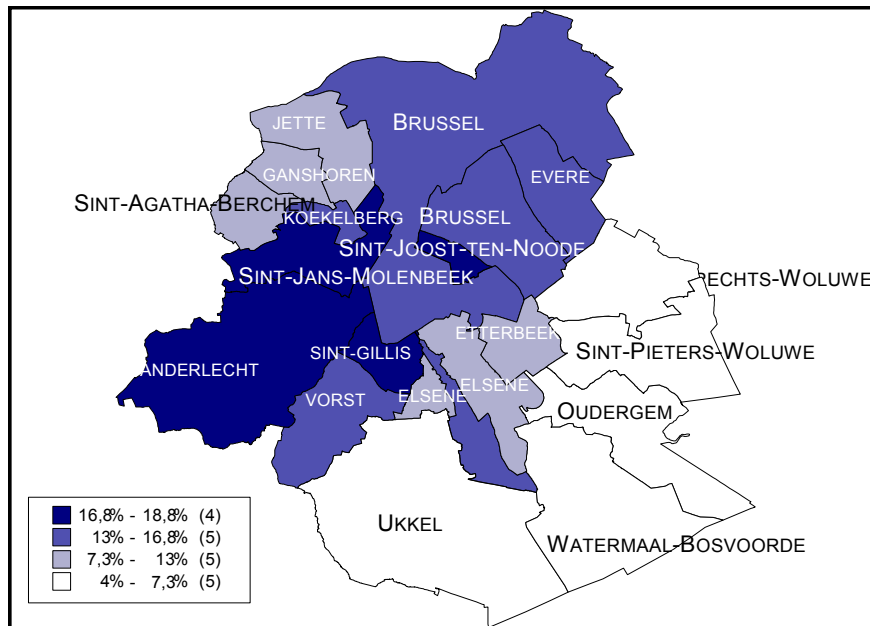 JETTE
BRUSSEL
GANSHOREN
EVERE
SINT-AGATHA-BERCHEM
KOEKELBERG
BRUSSEL
SINT-JOOST-TEN-NOODE
SINT-JANS-MOLENBEEK
RECHTS-WOLUWE
ETTERBEEK
SINT-GILLIS
SINT-PIETERS-WOLUWE
ANDERLECHT
ELSENE
ELSENE
VORST
OUDERGEM
UKKEL
WATERMAAL-BOSVOORDE
16,8% - 18,8% (4)
13% - 16,8% (5)
7,3% - 13% (5)
4% - 7,3% (5)